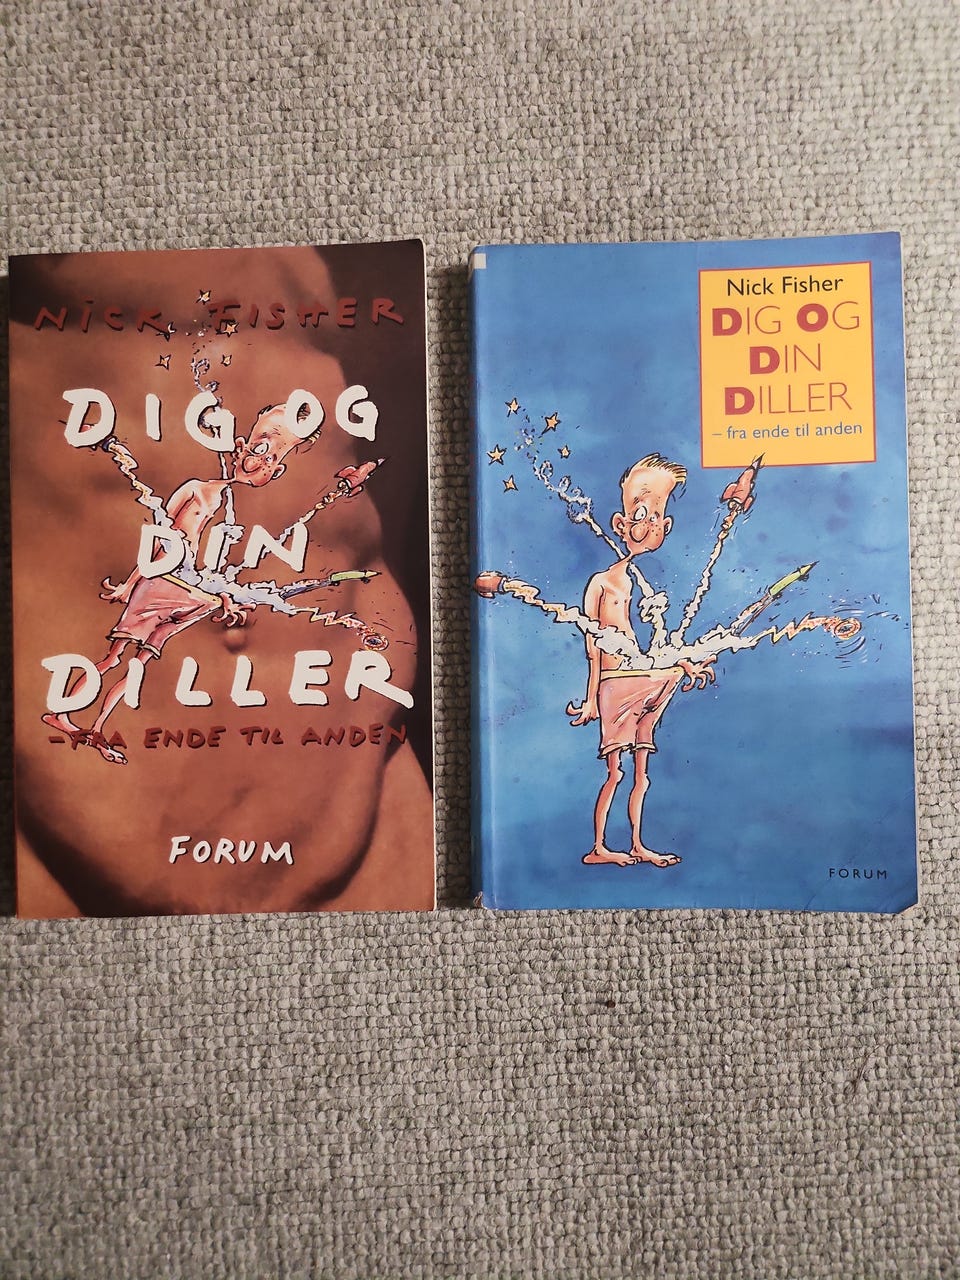 NiCK FiSHER
DIG OG
DIN
DILLER
– FRA ENDE TIL ANDEN
FORUM
Nick Fisher
DIG OG
DIN
DILLER
– fra ende til anden
FORUM